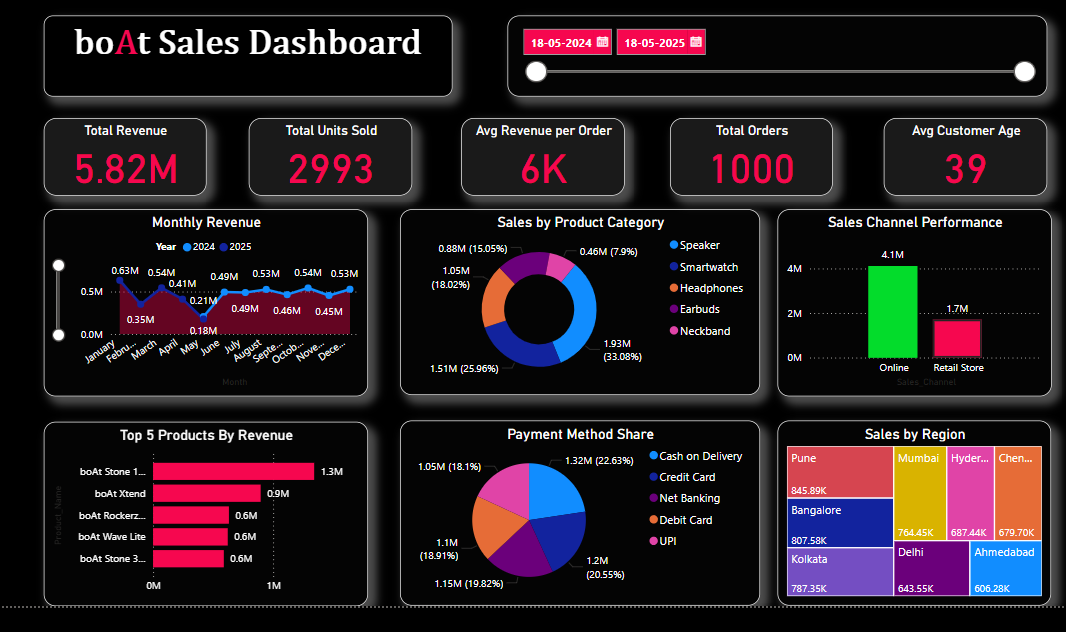 boAt Sales Dashboard
18-05-2024
18-05-2025
Total Revenue
5.82M
Total Units Sold
2993
Avg Revenue per Order
6K
Total Orders
1000
Avg Customer Age
39
Monthly Revenue
Year 2024 2025
0.5M
0.0M
0.63M
0.35M
0.54M
0.41M
0.21M
0.18M
0.49M
0.49M
0.53M
0.46M
0.54M
0.45M
0.53M
January
Febru...
March
April
May
June
July
August
Septe...
Octob...
Nove...
Dece...
Month
Sales by Product Category
0.88M (15.05%)
0.46M (7.9%)
1.05M
(18.02%)
1.51M (25.96%)
1.93M
(33.08%)
Speaker
Smartwatch
Headphones
Earbuds
Neckband
Sales Channel Performance
4M
2M
0M
4.1M
1.7M
Online
Retail Store
Sales_Channel
Top 5 Products By Revenue
Product_Name
boAt Stone 1... 1.3M
boAt Xtend 0.9M
boAt Rockerz... 0.6M
boAt Wave Lite 0.6M
boAt Stone 3... 0.6M
0M
1M
Payment Method Share
1.05M (18.1%)
1.32M (22.63%)
1.1M
(18.91%)
1.15M (19.82%)
1.2M
(20.55%)
Cash on Delivery
Credit Card
Net Banking
Debit Card
UPI
Sales by Region
Pune
845.89K
Bangalore
807.58K
Kolkata
787.35K
Mumbai
764.45K
Hyder...
687.44K
Chen...
679.70K
Delhi
643.55K
Ahmedabad
606.28K